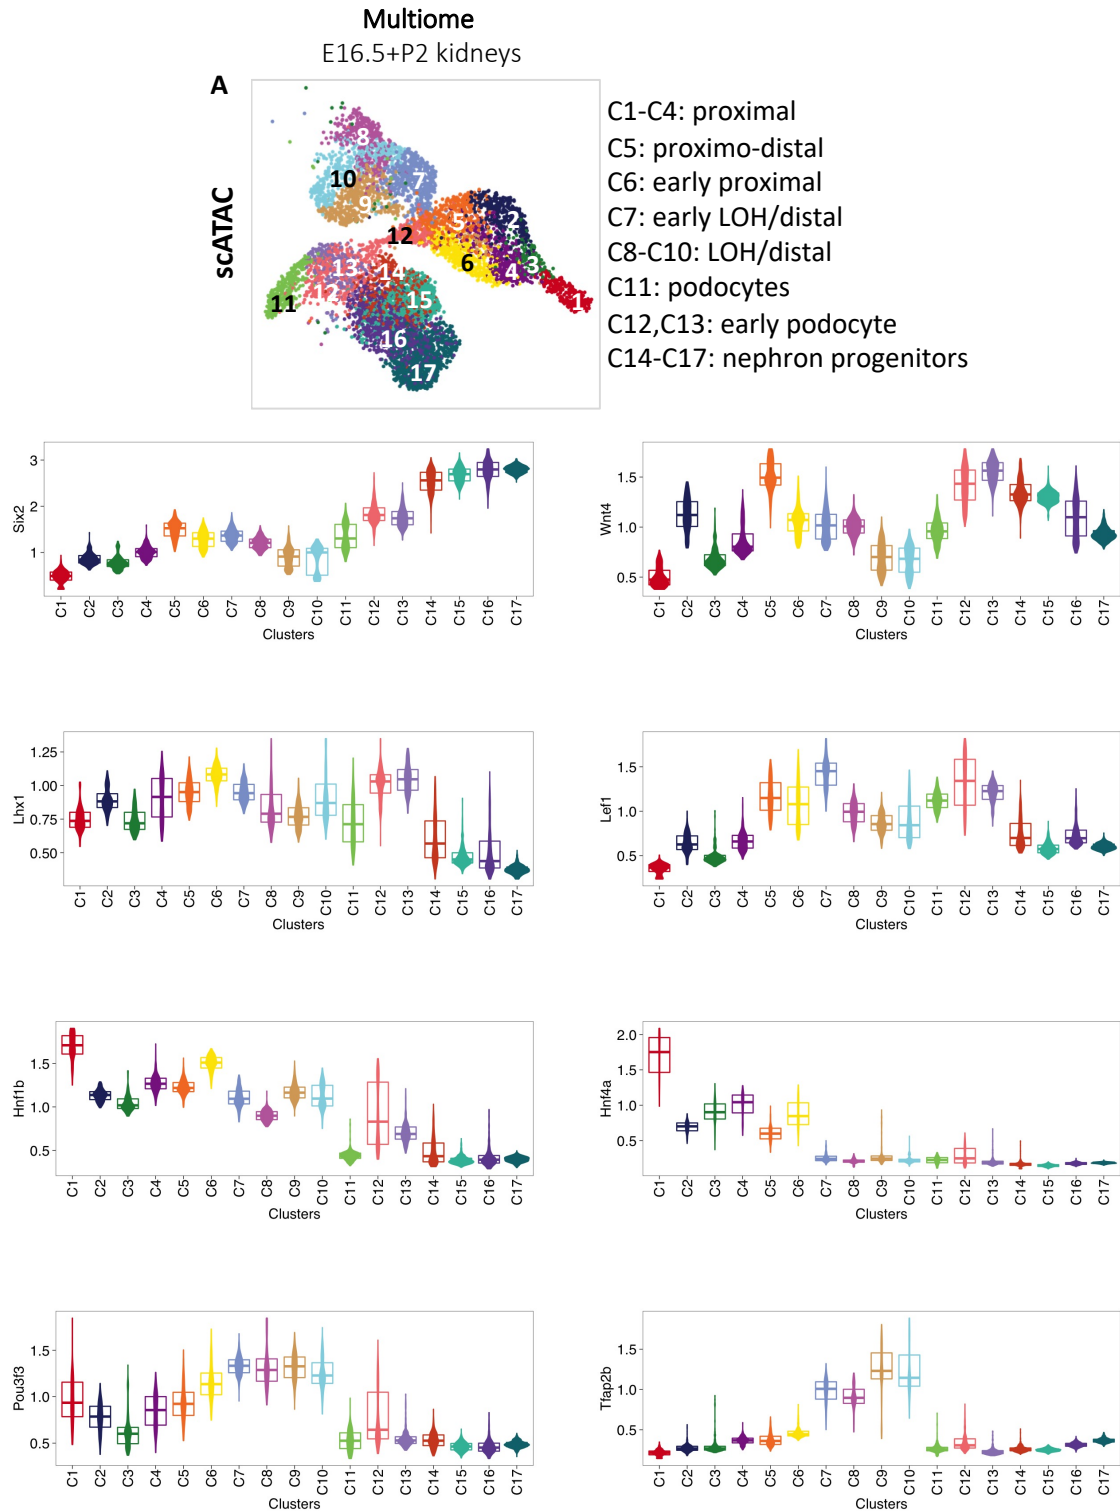 Multiome
E16.5+P2 kidneys
A
scATAC
8
10
7
9
5
2
12
6
4
3
1
13
14
12
11
15
16
17
C1-C4: proximal
C5: proximo-distal
C6: early proximal
C7: early LOH/distal
C8-C10: LOH/distal
C11: podocytes
C12,C13: early podocyte
C14-C17: nephron progenitors
Six2
3
2
1
C1 C2 C3 C4 C5 C6 C7 C8 C9 C10 C11 C12 C13 C14 C15 C16 C17
Clusters
Wnt4
1.5
1.0
0.5
C1 C2 C3 C4 C5 C6 C7 C8 C9 C10 C11 C12 C13 C14 C15 C16 C17
Clusters
Lhx1
1.25
1.00
0.75
0.50
C1 C2 C3 C4 C5 C6 C7 C8 C9 C10 C11 C12 C13 C14 C15 C16 C17
Clusters
Lef1
1.5
1.0
0.5
C1 C2 C3 C4 C5 C6 C7 C8 C9 C10 C11 C12 C13 C14 C15 C16 C17
Clusters
Hnf1b
1.5
1.0
0.5
C1 C2 C3 C4 C5 C6 C7 C8 C9 C10 C11 C12 C13 C14 C15 C16 C17
Clusters
Hnf4a
2.0
1.5
1.0
0.5
C1 C2 C3 C4 C5 C6 C7 C8 C9 C10 C11 C12 C13 C14 C15 C16 C17
Clusters
Pou3f3
1.5
1.0
0.5
C1 C2 C3 C4 C5 C6 C7 C8 C9 C10 C11 C12 C13 C14 C15 C16 C17
Clusters
Tfap2b
1.5
1.0
0.5
C1 C2 C3 C4 C5 C6 C7 C8 C9 C10 C11 C12 C13 C14 C15 C16 C17
Clusters